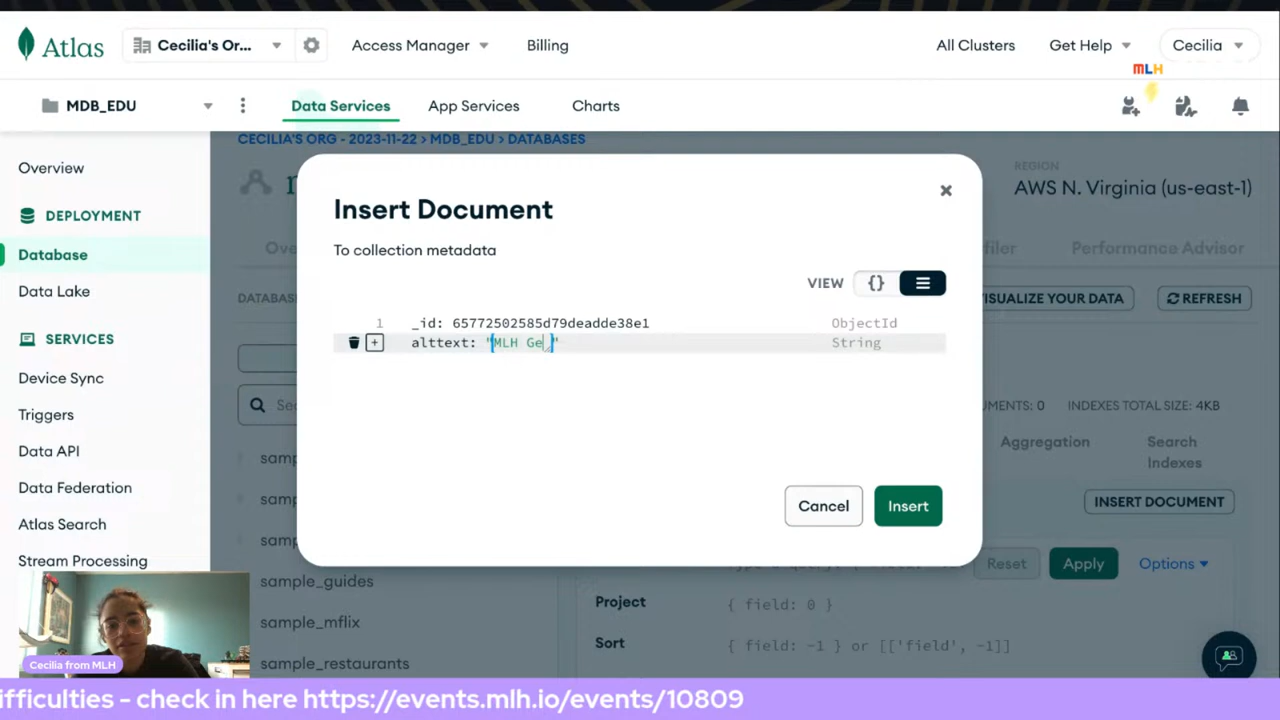 Atlas
Cecilia's Or...
Access Manager
Billing
All Clusters
Get Help
Cecilia
MLH
MDB_EDU
Data Services
App Services
Charts
CECILIA'S ORG - 2023-11-22 > MDB_EDU > DATABASES
Overview
DEPLOYMENT
Database
Data Lake
SERVICES
Device Sync
Triggers
Data API
Data Federation
Atlas Search
Stream Processing
REGION
AWS N. Virginia (us-east-1)
Performance Advisor
Insert Document
To collection metadata
VIEW
{}
1 _id: 65772502585d79deadde38e1 ObjectId
alttext: "MLH Ge " String
Cancel
Insert
VISUALIZE YOUR DATA
REFRESH
INDEXES TOTAL SIZE: 4KB
Aggregation
Search
Indexes
INSERT DOCUMENT
Reset
Apply
Options
sample_guides
sample_mflix
sample_restaurants
Project
{ field: 0 }
Sort
{ field: -1 } or [['field', -1]]
Cecilia from MLH
ifficulties - check in here https://events.mlh.io/events/10809